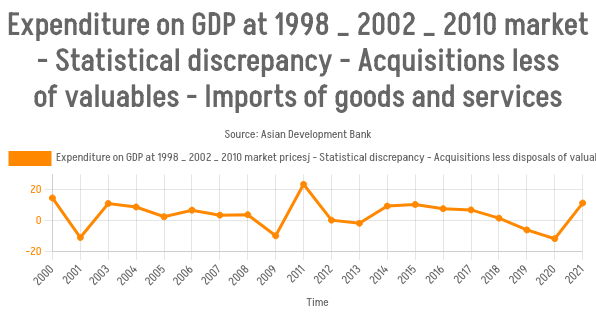 Expenditure on GDP at 1998 _ 2002 _ 2010 market
- Statistical discrepancy - Acquisitions less
of valuables - Imports of goods and services
Source: Asian Development Bank
Expenditure on GDP at 1998 _ 2002 _ 2010 market pricesj - Statistical discrepancy - Acquisitions less disposals of valual
20
0
-20
2000 2001 2003 2004 2005 2006 2007 2008 2009 2011 2012 2013 2014 2015 2016 2017 2018 2019 2020 2021
Time